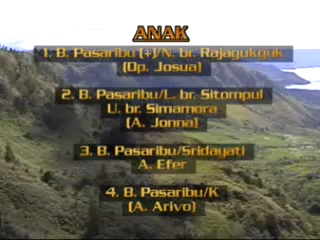 ANAK
1. B. Pasaribu (+)/N. br. Rajagukguk
(Op. Josua)
2. B. Pasaribu/L. br. Sitompul
U. br. Simamora
(A. Jonna)
3. B. Pasaribu/Sridayati
A. Efer
4. B. Pasaribu/K
(A. Arivo)